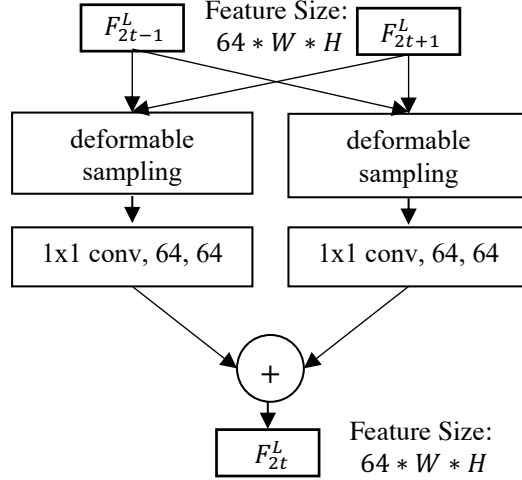 F^L_{2t−1}
Feature Size:
64 ∗ W ∗ H
F^L_{2t+1}
deformable
sampling
deformable
sampling
1x1 conv, 64, 64
1x1 conv, 64, 64
+
F^L_{2t}
Feature Size:
64 ∗ W ∗ H